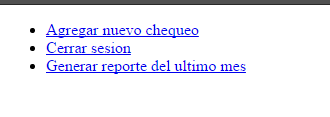 Agregar nuevo chequeo
Cerrar sesion
Generar reporte del ultimo mes